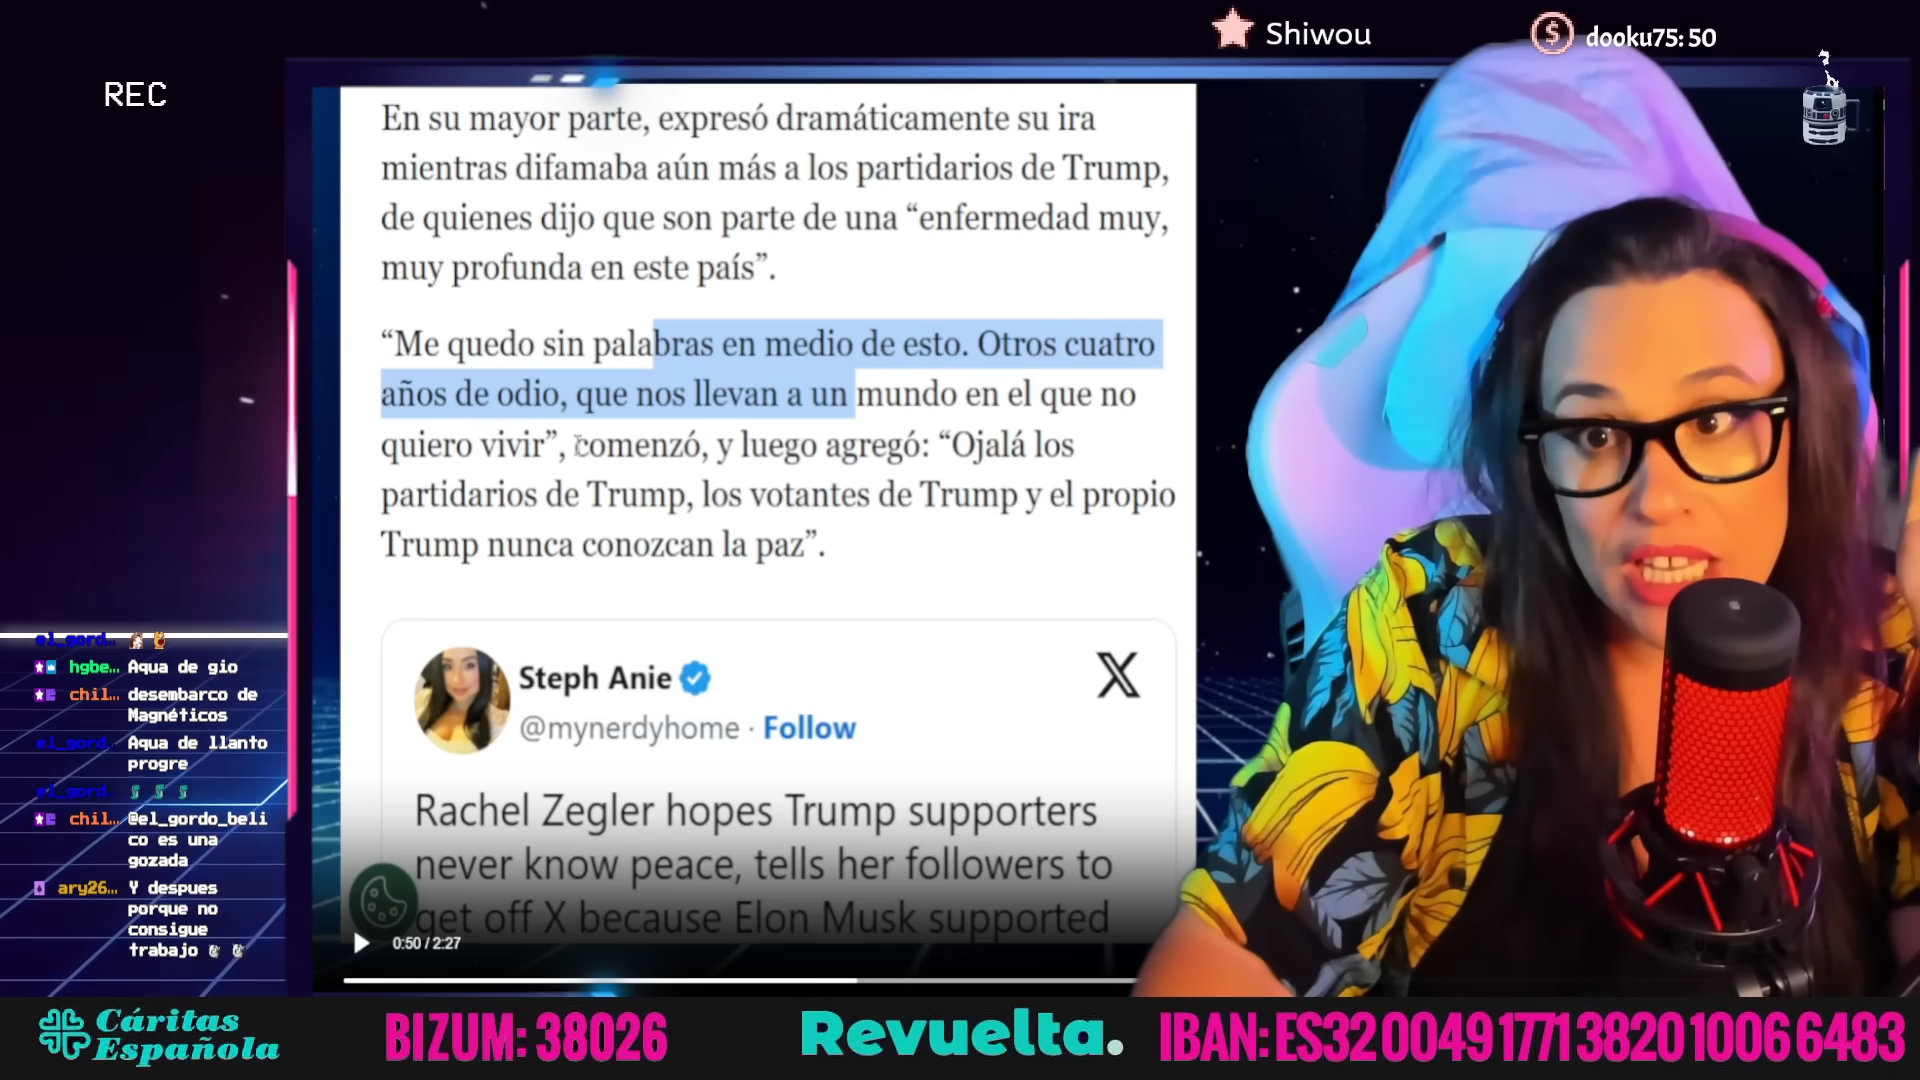 REC
Shiwou
dooku75: 50
En su mayor parte, expresó dramáticamente su ira
mientras difamaba aún más a los partidarios de Trump,
de quienes dijo que son parte de una “enfermedad muy,
muy profunda en este país”.
“Me quedo sin palabras en medio de esto. Otros cuatro
años de odio, que nos llevan a un mundo en el que no
quiero vivir”, comenzó, y luego agregó: “Ojalá los
partidarios de Trump, los votantes de Trump y el propio
Trump nunca conozcan la paz”.
Steph Anie
@mynerdyhome · Follow
Rachel Zegler hopes Trump supporters
never know peace, tells her followers to
get off X because Elon Musk supported
0:50 / 2:27
el_gord...
hgbe... Aqua de gio
chil... desembarco de
Magnéticos
el_gord... Aqua de llanto
progre
el_gord...
chil... @el_gordo_beli
co es una
gozada
ary26... Y despues
porque no
consigue
trabajo
Cáritas
Española
BIZUM: 38026
Revuelta.
IBAN: ES32 0049 1771 3820 1006 6483